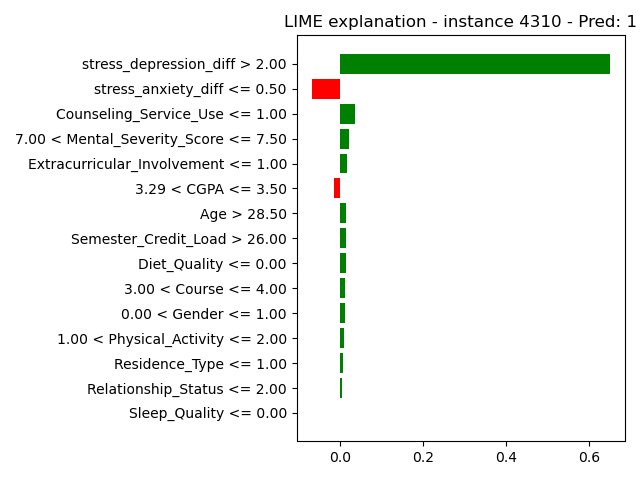 LIME explanation - instance 4310 - Pred: 1
stress_depression_diff > 2.00
stress_anxiety_diff <= 0.50
Counseling_Service_Use <= 1.00
7.00 < Mental_Severity_Score <= 7.50
Extracurricular_Involvement <= 1.00
3.29 < CGPA <= 3.50
Age > 28.50
Semester_Credit_Load > 26.00
Diet_Quality <= 0.00
3.00 < Course <= 4.00
0.00 < Gender <= 1.00
1.00 < Physical_Activity <= 2.00
Residence_Type <= 1.00
Relationship_Status <= 2.00
Sleep_Quality <= 0.00
0.0 0.2 0.4 0.6